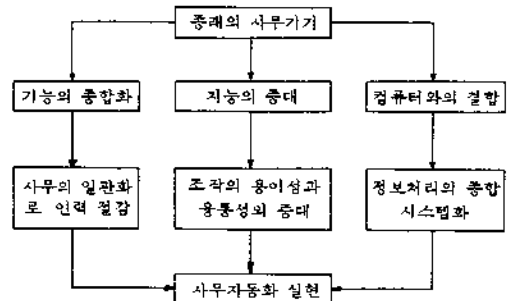 종래의 사무기기
기능의 종합화
지능의 증대
컴퓨터와의 결합
사무의 일관화
로 인력 절감
조작의 용이성과
융통성의 증대
정보처리의 종합
시스템화
사무자동화 실현